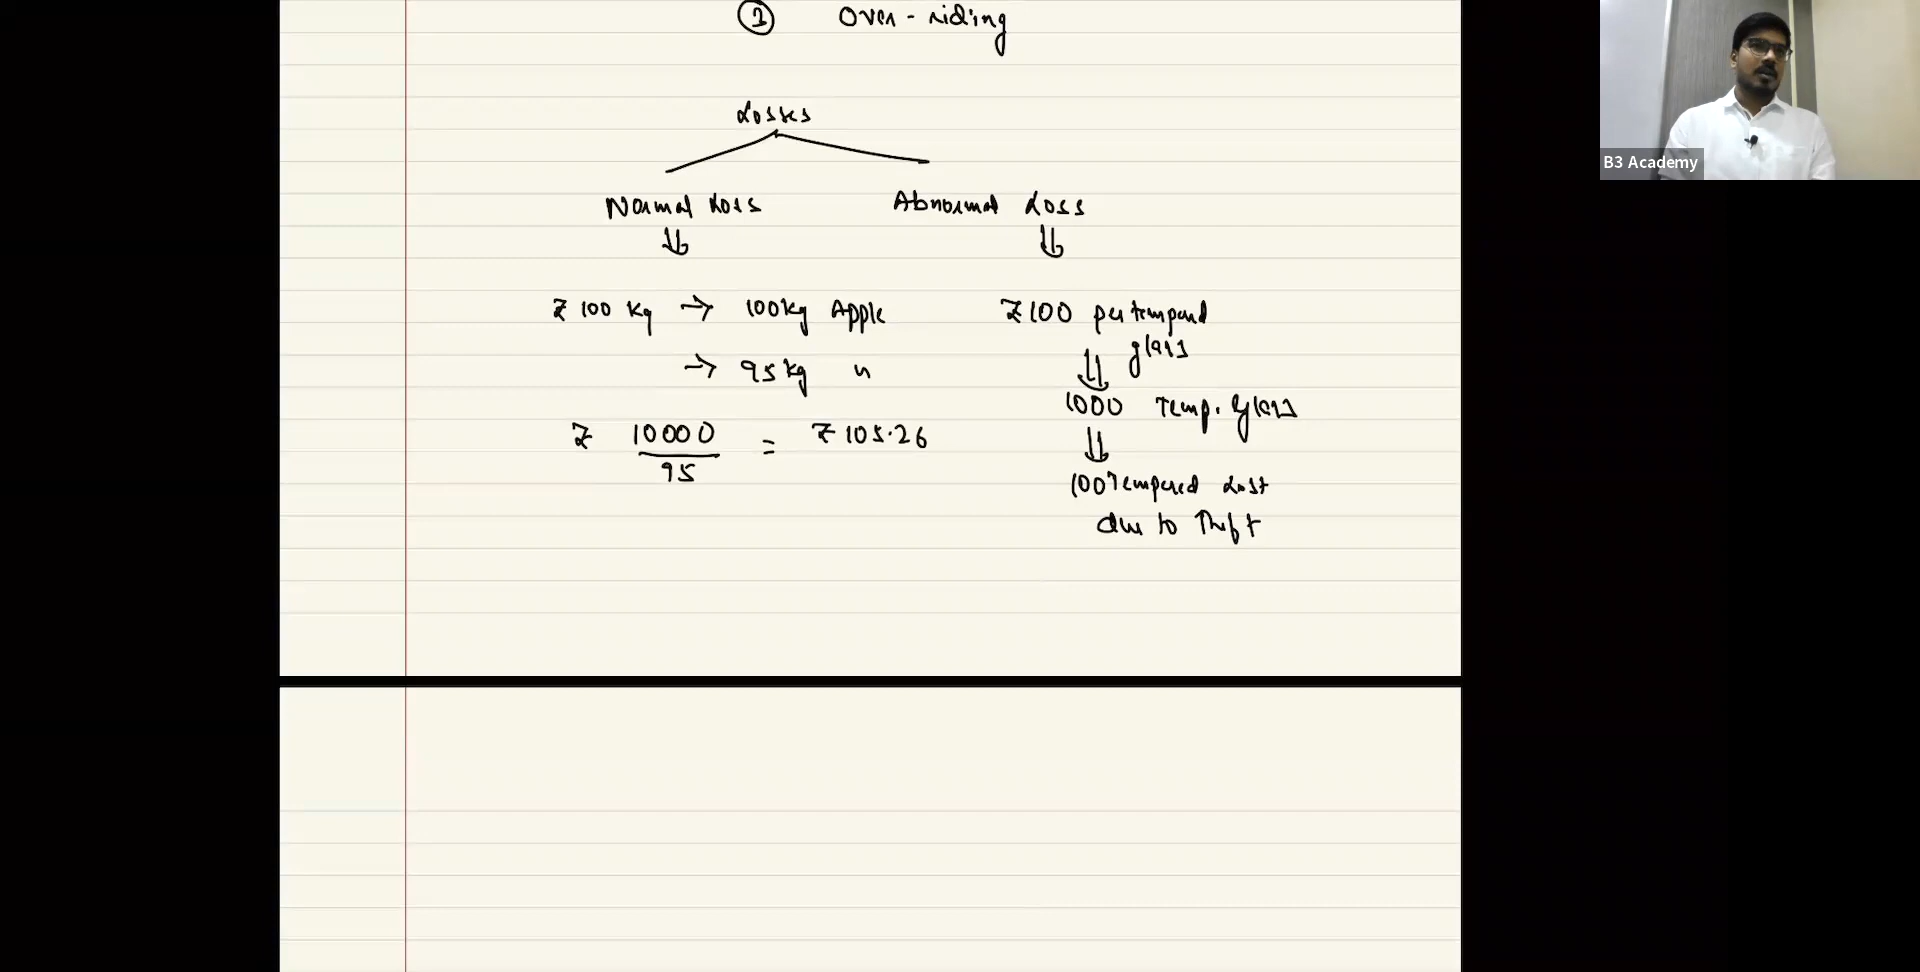 ① Over-riding
B3 Academy
Losses
Normal Loss
Abnormal Loss
₹ 100 kg → 100kg Apple
→ 95kg "
₹ 10000 / 95 = ₹ 105.26
₹100 per tempered
glass
1000 Temp. Glass
100 Tempered Lost
due to Theft